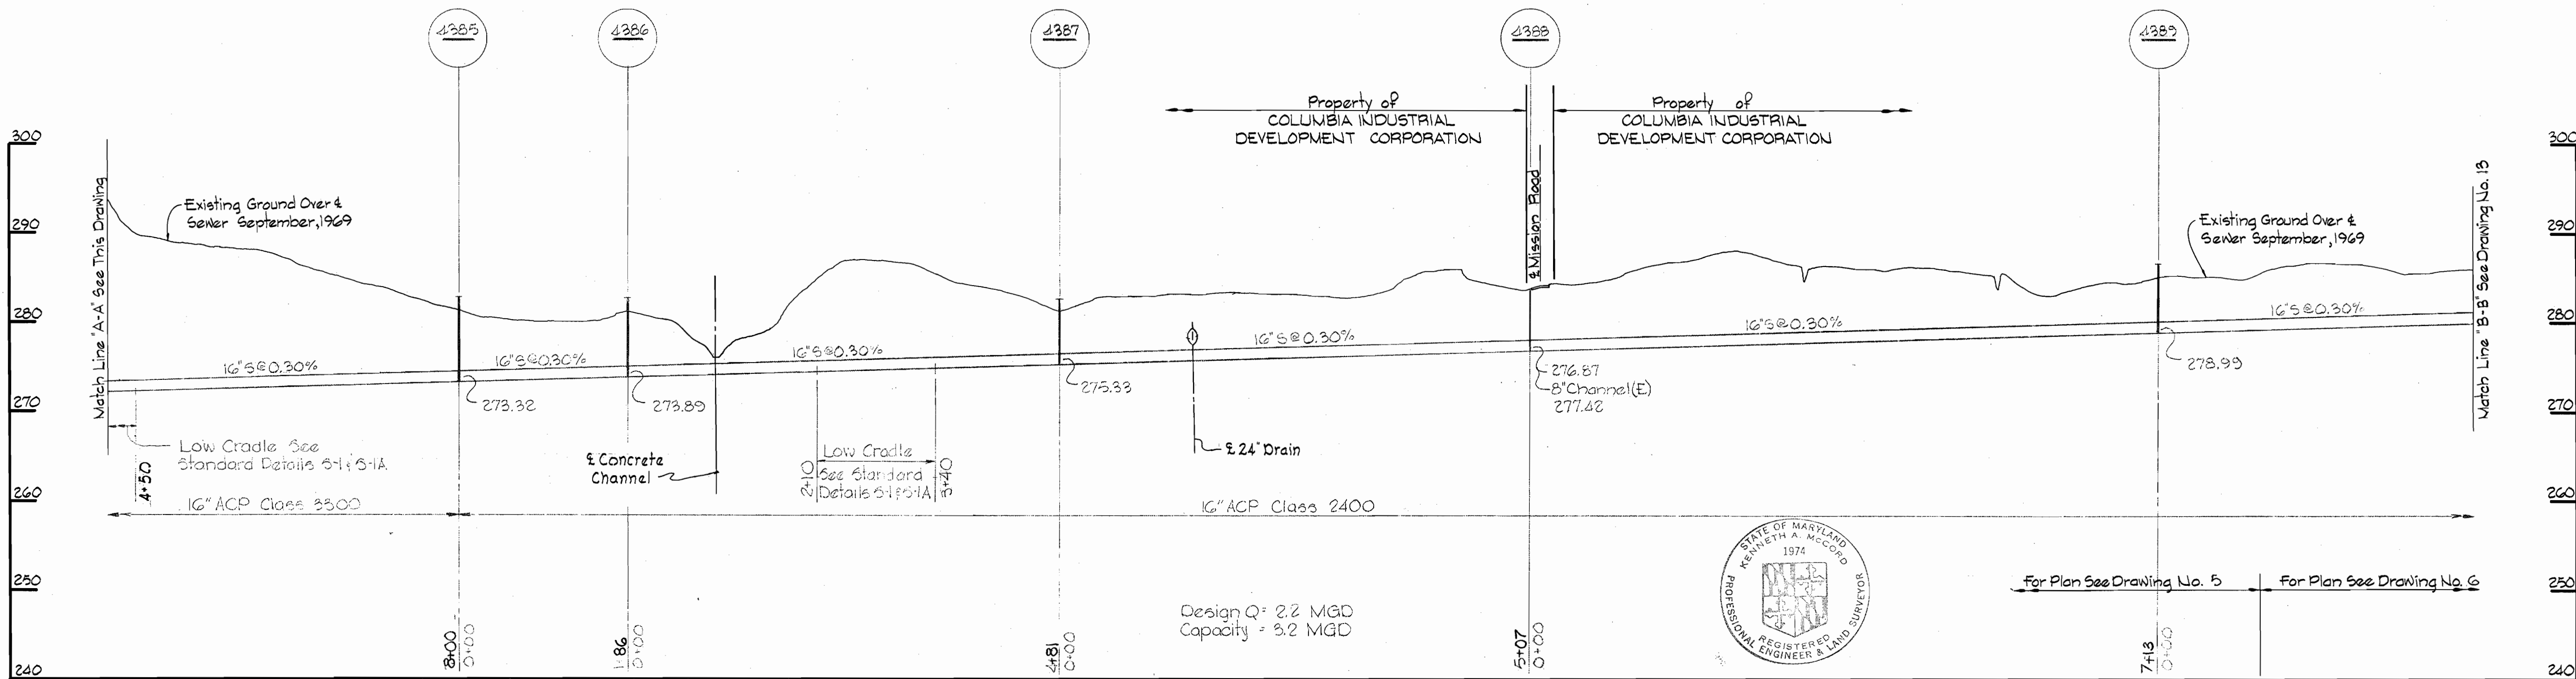 4385
4386
4387
4388
4389
Property of
COLUMBIA INDUSTRIAL
DEVELOPMENT CORPORATION
Property of
COLUMBIA INDUSTRIAL
DEVELOPMENT CORPORATION
300
290
280
270
260
250
240
300
290
280
270
260
250
240
Match Line "A-A" See This Drawing
Existing Ground Over ℄
Sewer September, 1969
℄ Mission Road
Existing Ground Over ℄
Sewer September, 1969
Match Line "B-B" See Drawing No. 13
16"S@0.30%
16"S@0.30%
16"S@0.30%
16"S@0.30%
16"S@0.30%
16"S@0.30%
273.32
273.89
275.33
276.87
8"Channel(E)
277.42
278.99
Low Cradle See
Standard Details S-1 & S-1A
4+50
℄ Concrete
Channel
2+10
Low Cradle
See Standard
Details S-1 & S-1A
3+40
℄ 24" Drain
16" ACP Class 3300
16" ACP Class 2400
Design Q = 2.2 MGD
Capacity = 3.2 MGD
STATE OF MARYLAND
KENNETH A. McCORD
1974
REGISTERED
PROFESSIONAL ENGINEER & LAND SURVEYOR
For Plan See Drawing No. 5
For Plan See Drawing No. 6
8+00
0+00
1+86
0+00
4+81
0+00
5+07
0+00
7+13
0+00